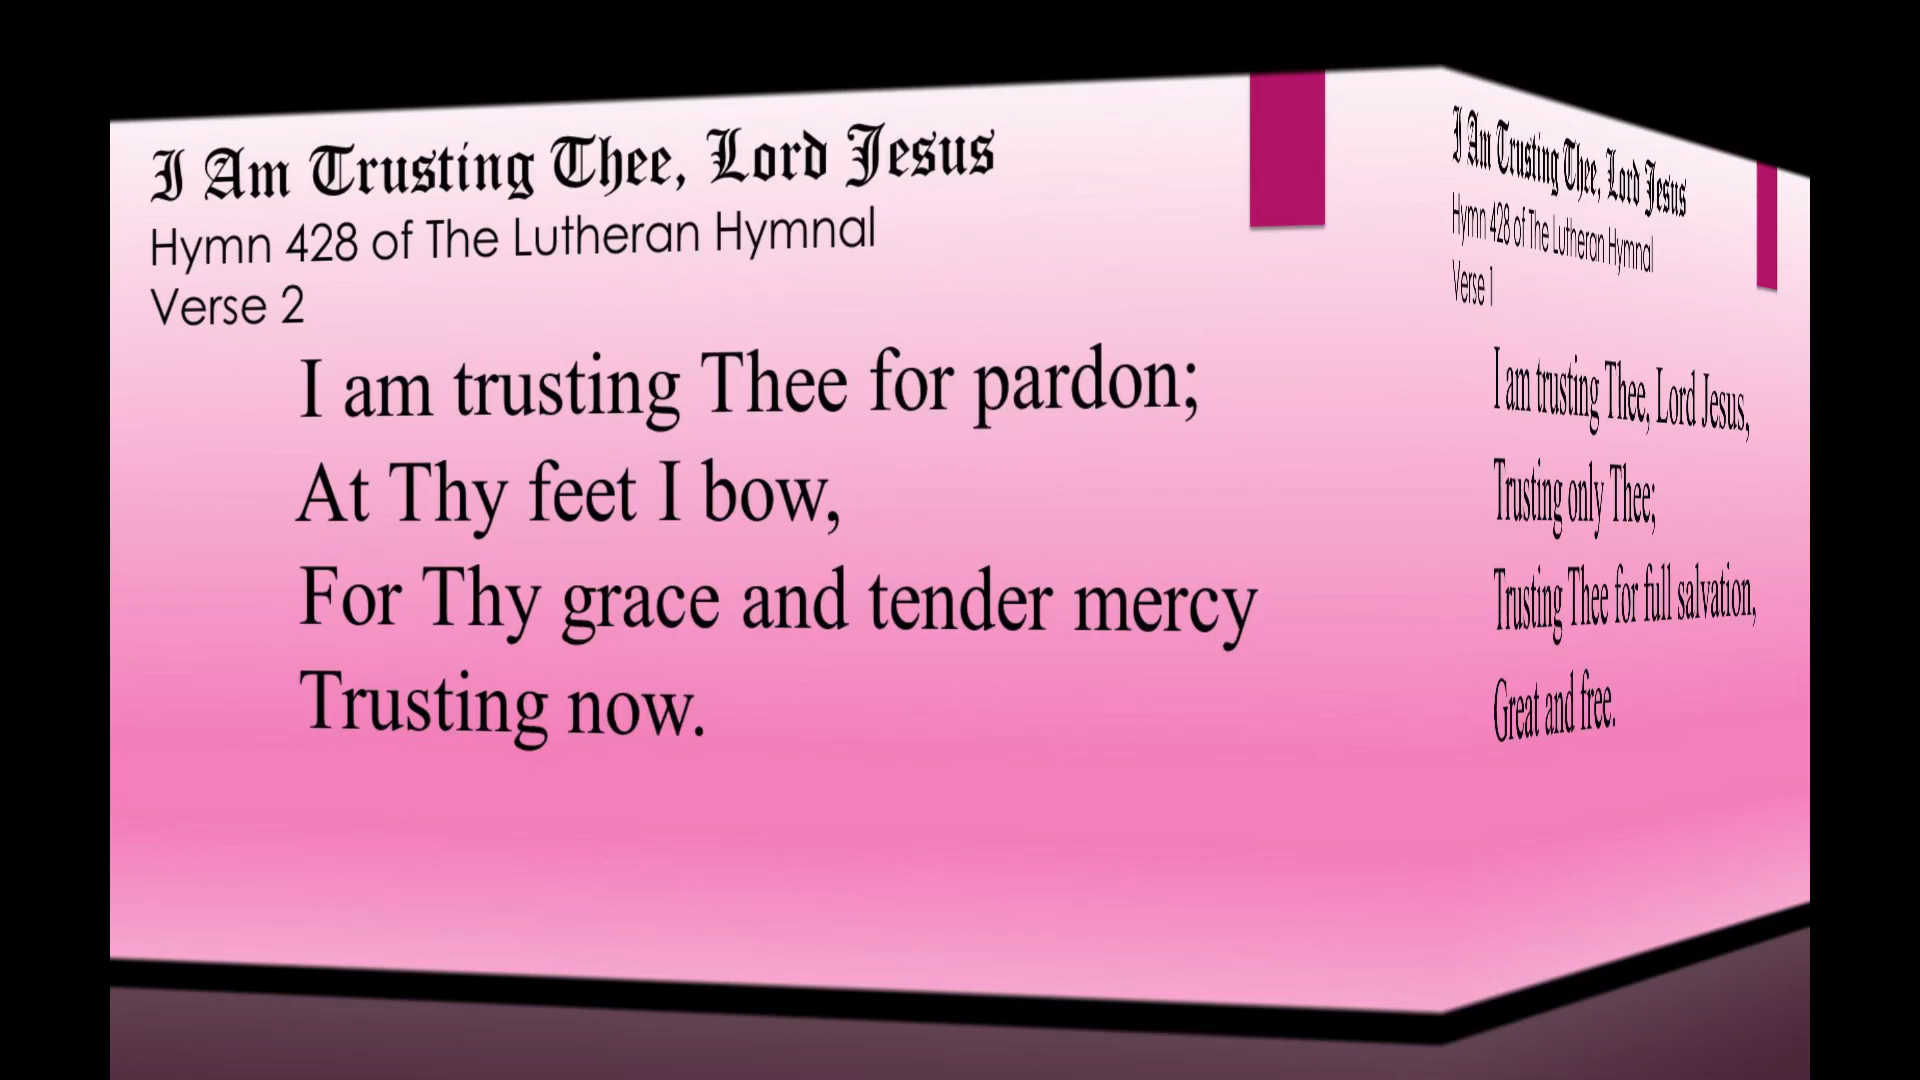 I Am Trusting Thee, Lord Jesus
Hymn 428 of The Lutheran Hymnal
Verse 2
I am trusting Thee for pardon;
At Thy feet I bow,
For Thy grace and tender mercy
Trusting now.
I Am Trusting Thee, Lord Jesus
Hymn 428 of The Lutheran Hymnal
Verse 1
I am trusting Thee, Lord Jesus,
Trusting only Thee;
Trusting Thee for full salvation,
Great and free.